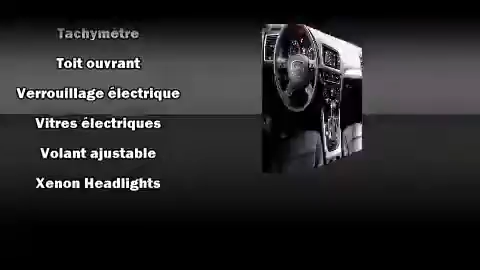 Tachymètre
Toit ouvrant
Verrouillage électrique
Vitres électriques
Volant ajustable
Xenon Headlights